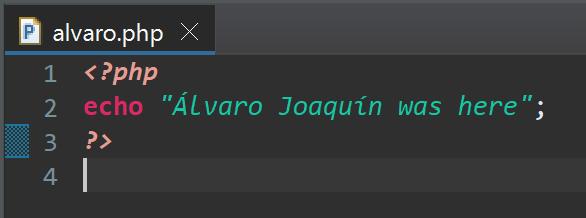 alvaro.php
1 <?php
2 echo "Álvaro Joaquín was here";
3 ?>
4